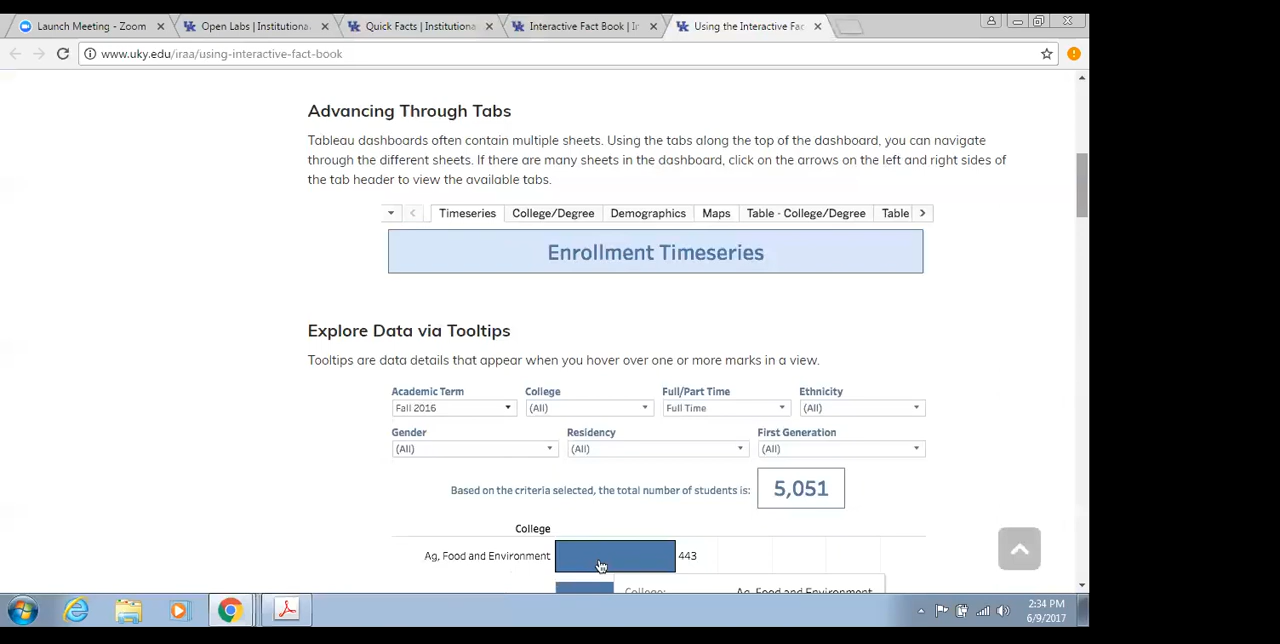 Launch Meeting - Zoom
Open Labs | Institutiona
Quick Facts | Institutiona
Interactive Fact Book | In
Using the Interactive Fac
www.uky.edu/iraa/using-interactive-fact-book
Advancing Through Tabs
Tableau dashboards often contain multiple sheets. Using the tabs along the top of the dashboard, you can navigate
through the different sheets. If there are many sheets in the dashboard, click on the arrows on the left and right sides of
the tab header to view the available tabs.
Timeseries College/Degree Demographics Maps Table - College/Degree Table
Enrollment Timeseries
Explore Data via Tooltips
Tooltips are data details that appear when you hover over one or more marks in a view.
Academic Term College Full/Part Time Ethnicity
Fall 2016 (All) Full Time (All)
Gender Residency First Generation
(All) (All) (All)
Based on the criteria selected, the total number of students is: 5,051
College
Ag, Food and Environment 443
College: Ag, Food and Environment
2:34 PM
6/9/2017